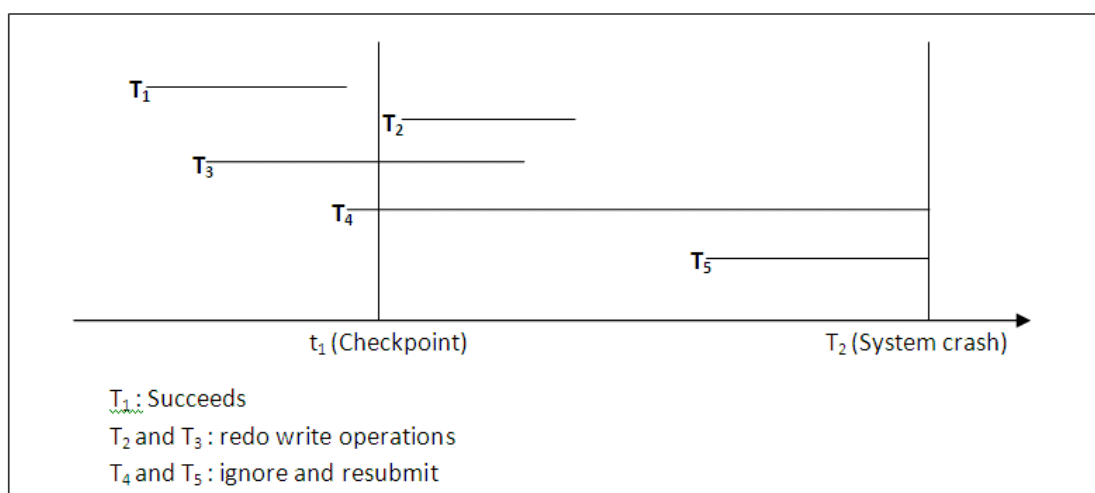 T₁
T₂
T₃
T₄
T₅
t₁ (Checkpoint)
T₂ (System crash)
T₁ : Succeeds
T₂ and T₃ : redo write operations
T₄ and T₅ : ignore and resubmit